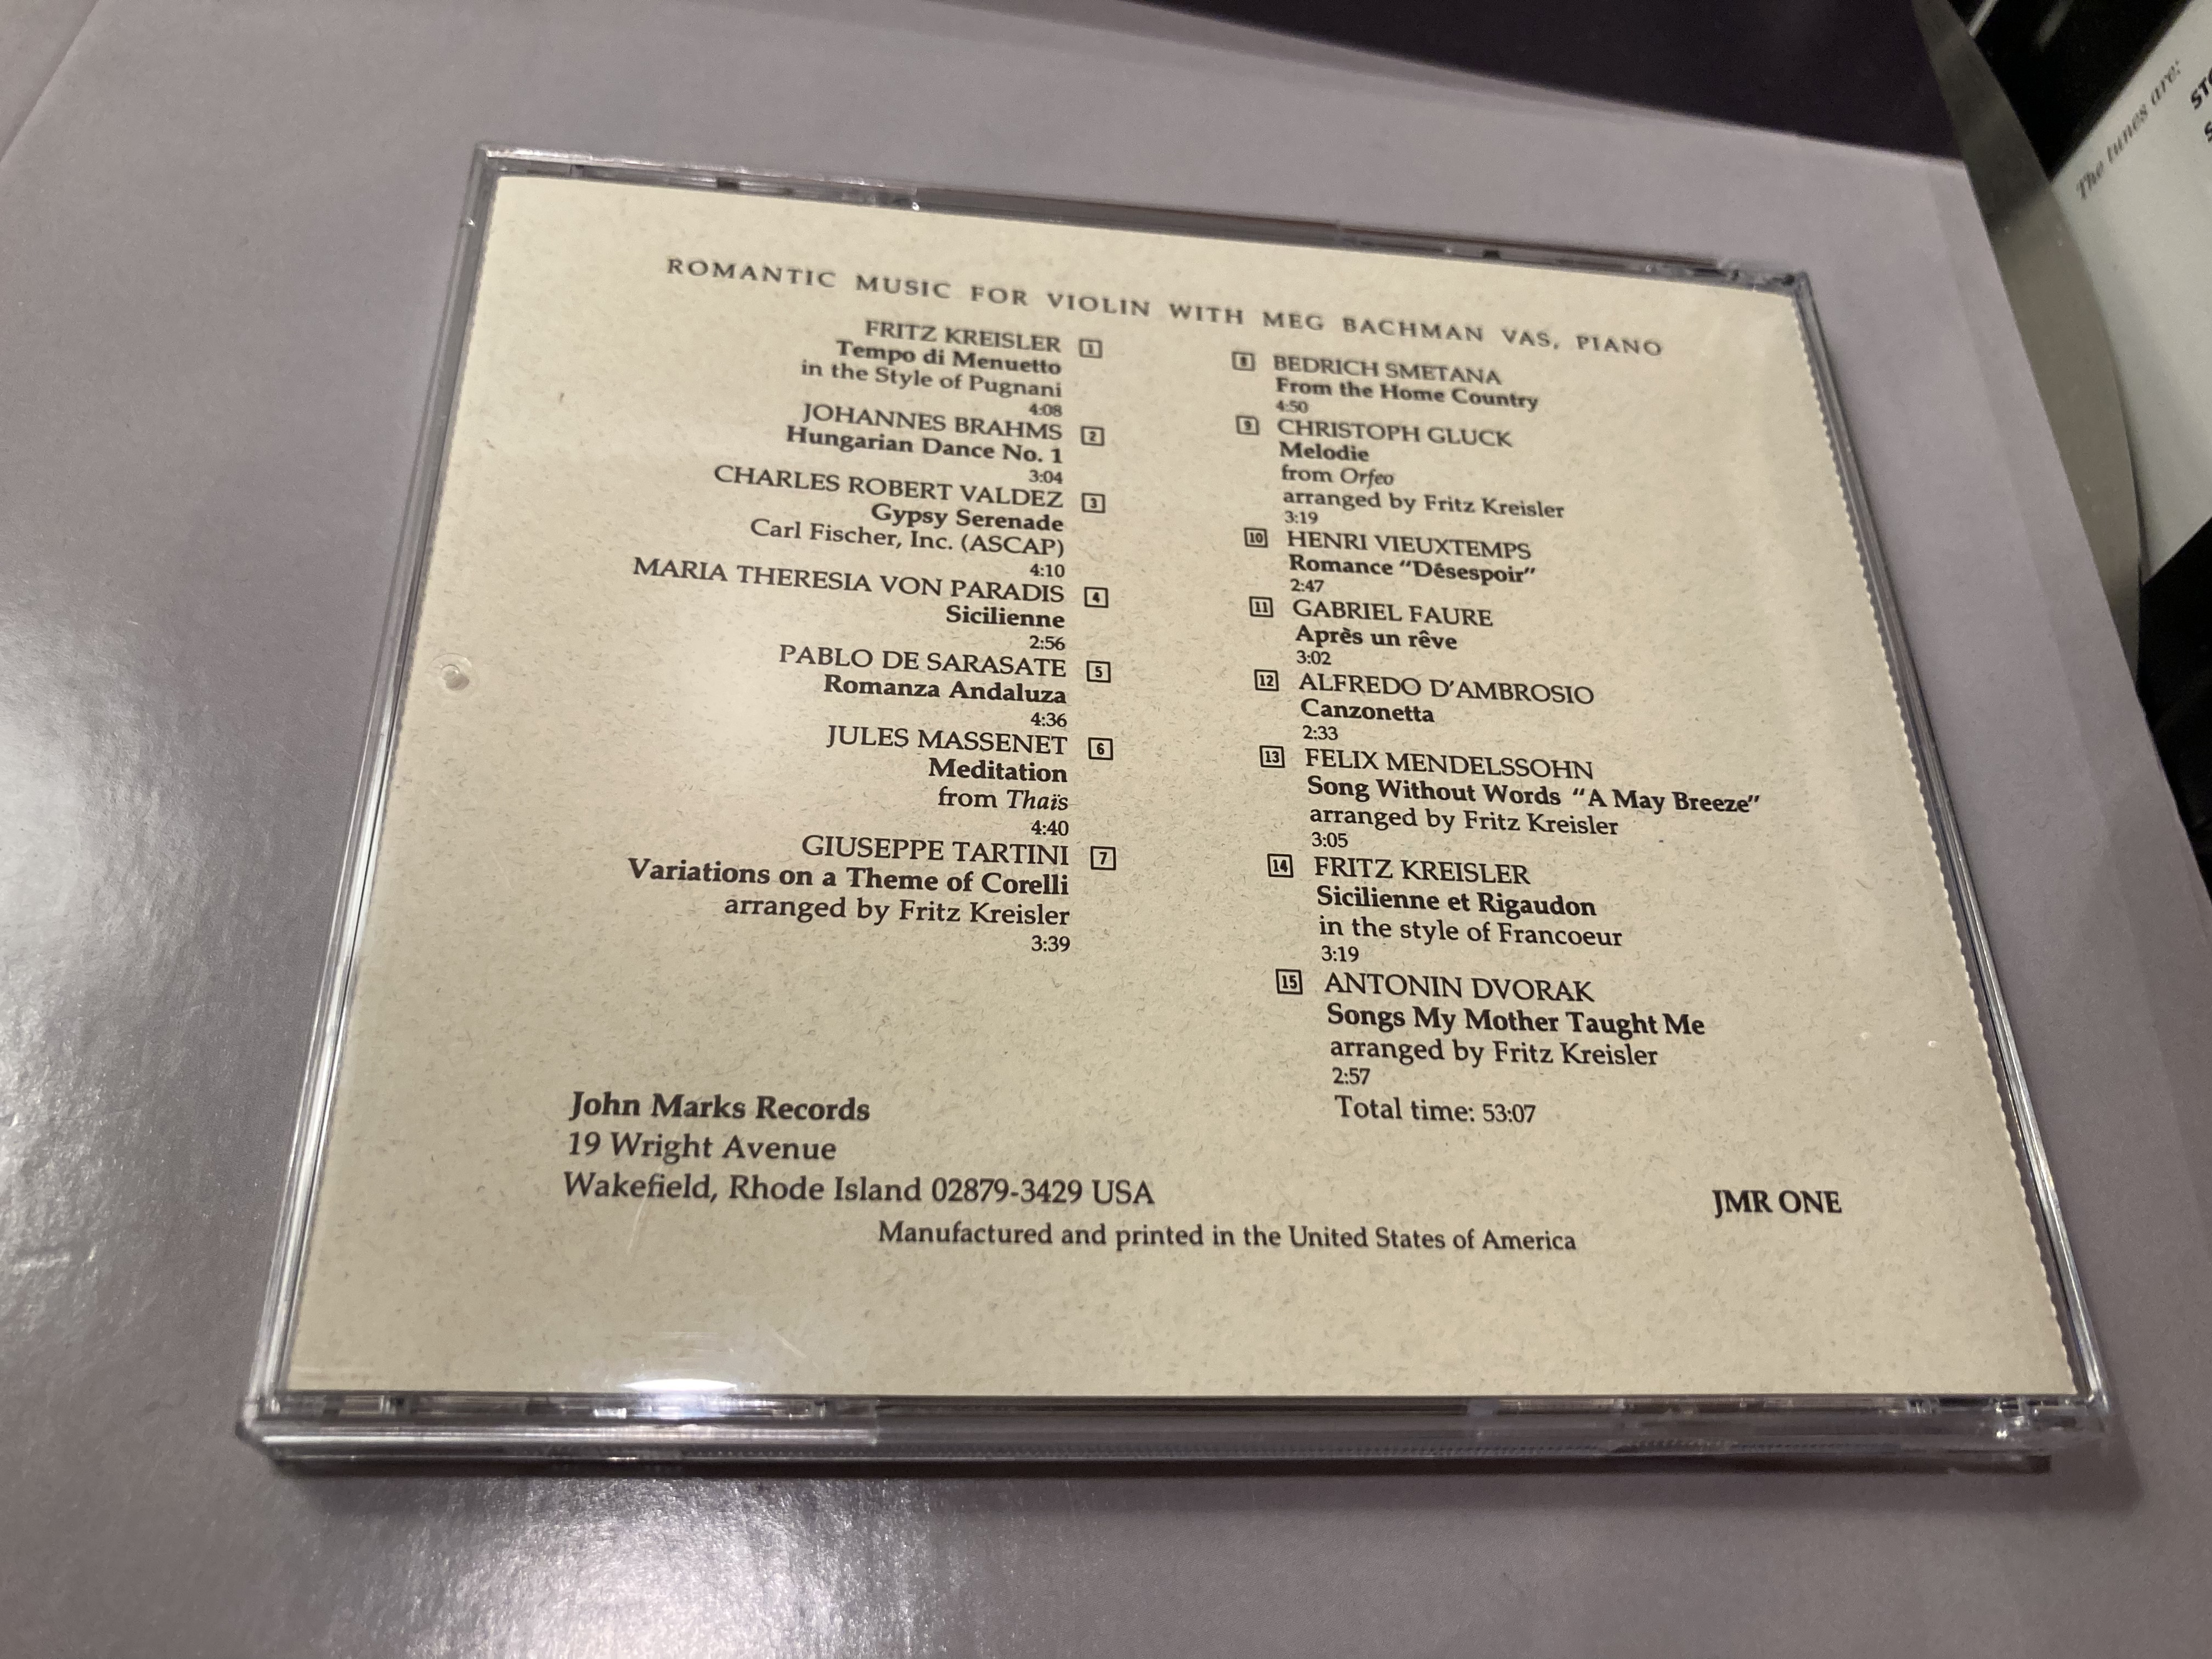 ROMANTIC MUSIC FOR VIOLIN WITH MEG BACHMAN VAS, PIANO
FRITZ KREISLER 1
Tempo di Menuetto
in the Style of Pugnani
4:08
JOHANNES BRAHMS 2
Hungarian Dance No. 1
3:04
CHARLES ROBERT VALDEZ 3
Gypsy Serenade
Carl Fischer, Inc. (ASCAP)
4:10
MARIA THERESIA VON PARADIS 4
Sicilienne
2:56
PABLO DE SARASATE 5
Romanza Andaluza
4:36
JULES MASSENET 6
Meditation
from Thaïs
4:40
GIUSEPPE TARTINI 7
Variations on a Theme of Corelli
arranged by Fritz Kreisler
3:39
8 BEDRICH SMETANA
From the Home Country
4:50
9 CHRISTOPH GLUCK
Melodie
from Orfeo
arranged by Fritz Kreisler
3:19
10 HENRI VIEUXTEMPS
Romance "Désespoir"
2:47
11 GABRIEL FAURE
Après un rêve
3:02
12 ALFREDO D'AMBROSIO
Canzonetta
2:33
13 FELIX MENDELSSOHN
Song Without Words "A May Breeze"
arranged by Fritz Kreisler
3:05
14 FRITZ KREISLER
Sicilienne et Rigaudon
in the style of Francoeur
3:19
15 ANTONIN DVORAK
Songs My Mother Taught Me
arranged by Fritz Kreisler
2:57
Total time: 53:07
John Marks Records
19 Wright Avenue
Wakefield, Rhode Island 02879-3429 USA
JMR ONE
Manufactured and printed in the United States of America
The tunes are: